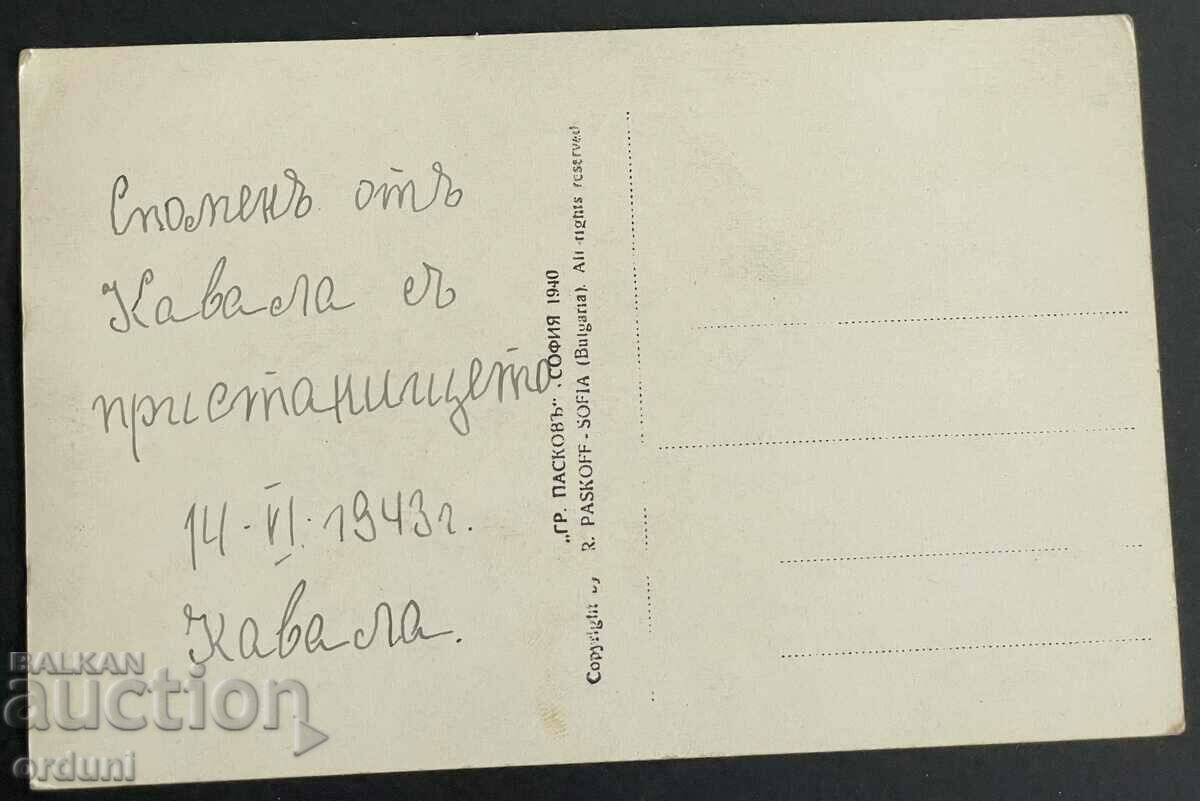 Споменъ отъ
Кавала съ
пристанището
14-VI-1943г.
Кавала.
„ГР. ПАСКОВЪ“. СОФИЯ 1940
Copyright by R. PASKOFF - SOFIA (Bulgaria). All rights reserved
BALKAN
auction
orduni